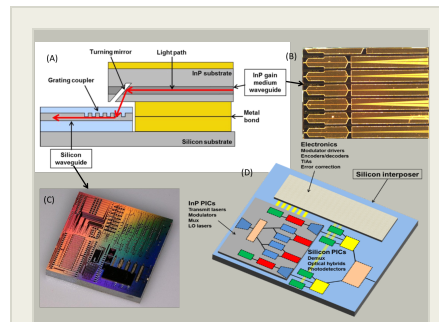 (A)
Turning mirror
Light path
InP substrate
Grating coupler
InP gain
medium
waveguide
(B)
Metal
bond
Silicon
waveguide
Silicon substrate
(C)
Electronics
Modulator drivers
Encoders/decoders
TIAs
Error correction
(D)
Silicon interposer
InP PICs
Transmit lasers
Modulators
Mux
LO lasers
Silicon PICs
Demux
Optical hybrids
Photodetectors